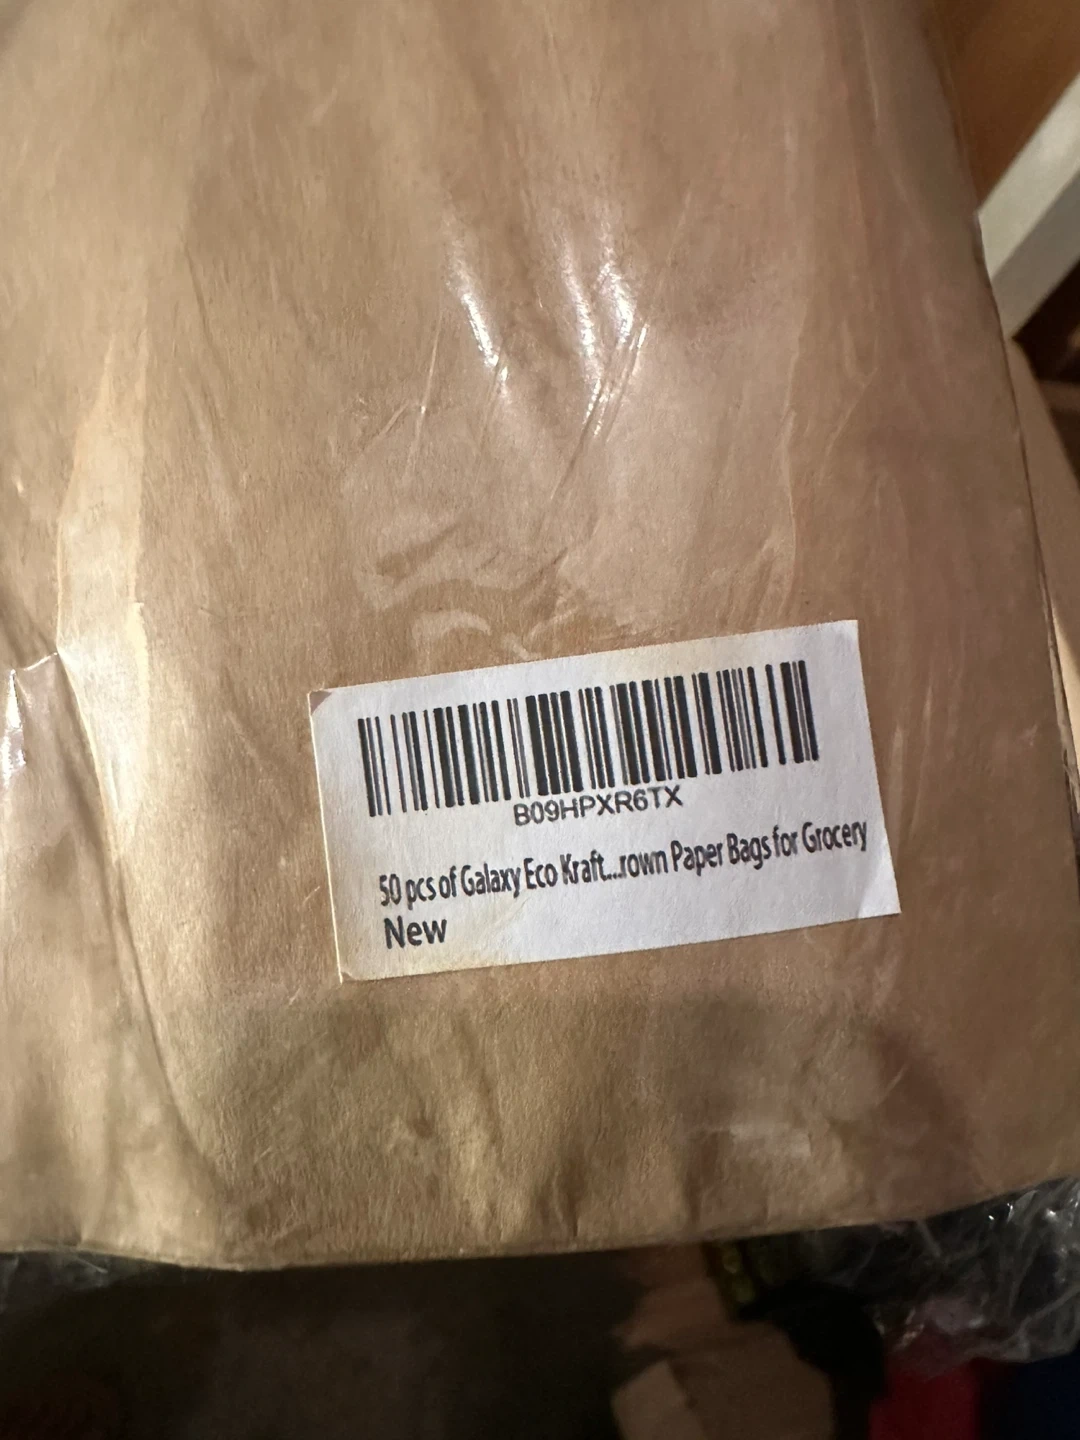 B09HPXR6TX
50 pcs of Galaxy Eco Kraft...rown Paper Bags for Grocery
New